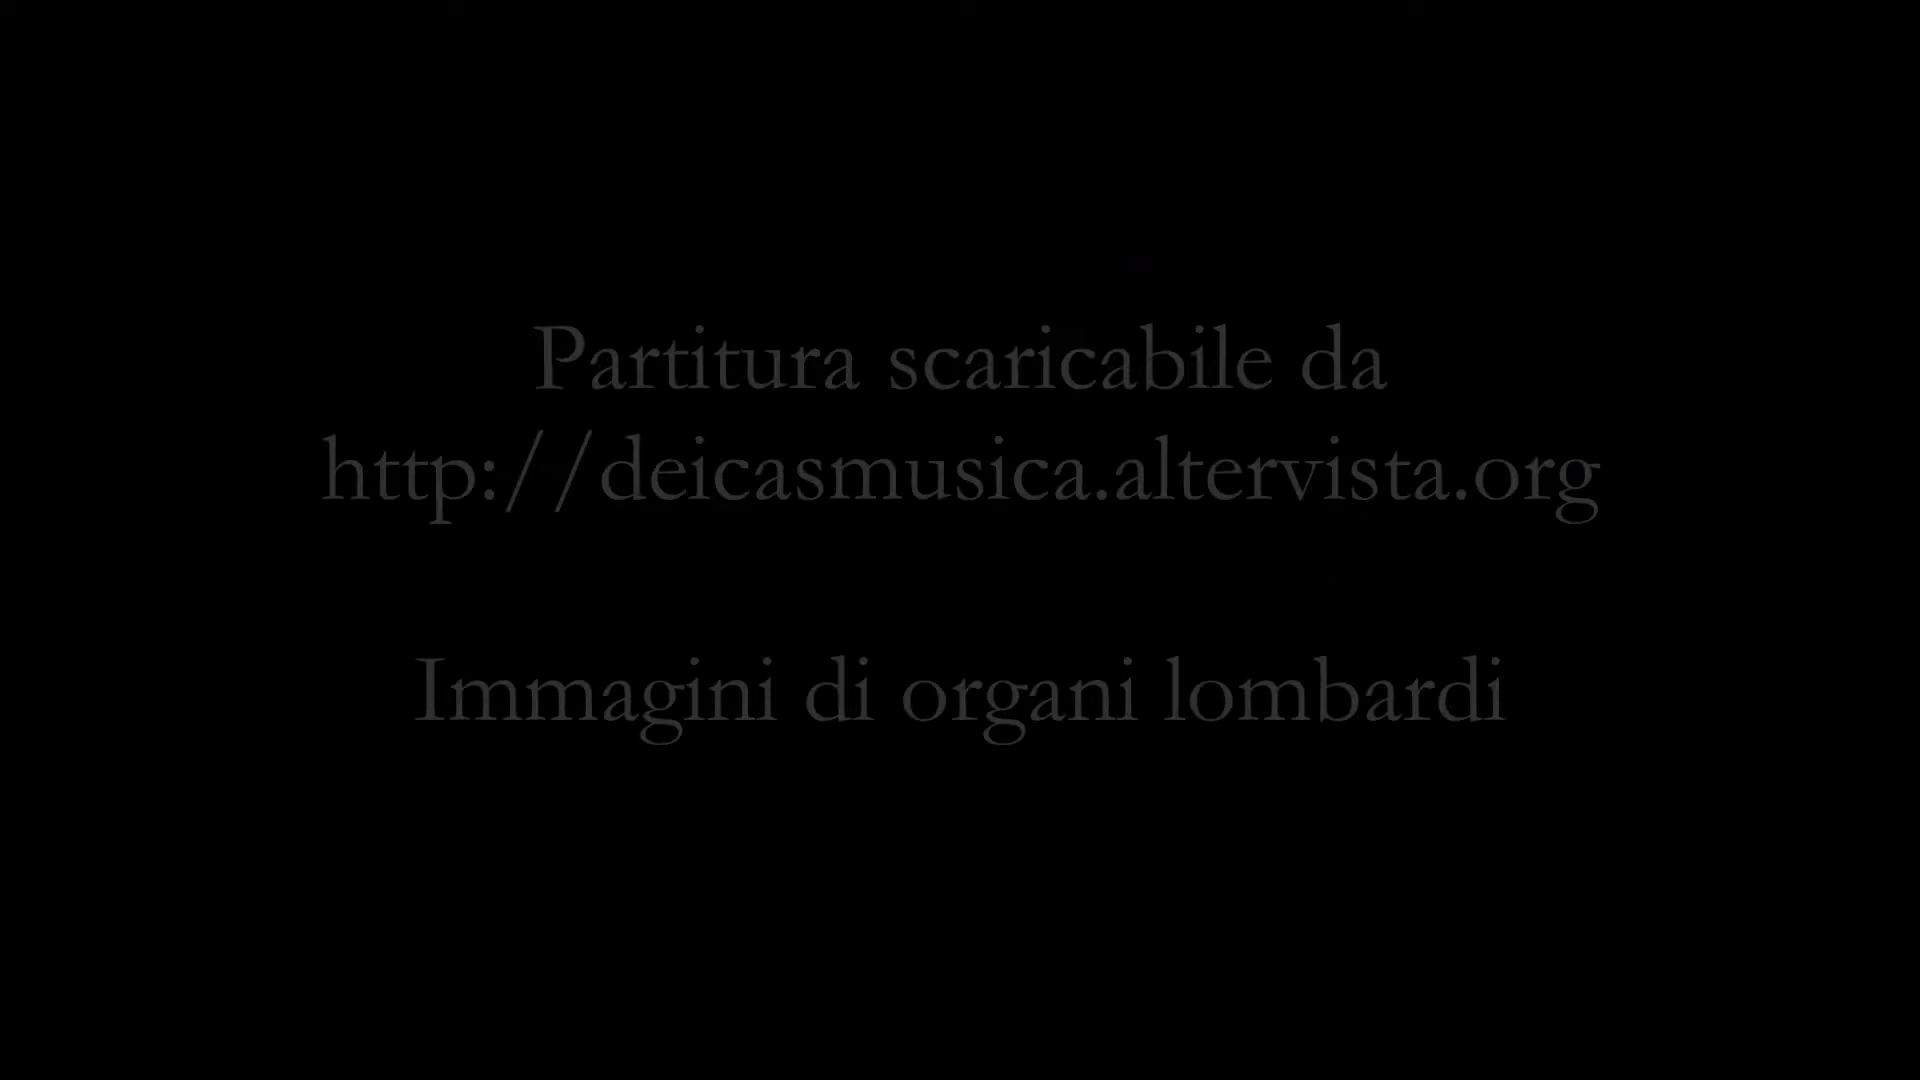 Partitura scaricabile da
http://deicasmusica.altervista.org
Immagini di organi lombardi